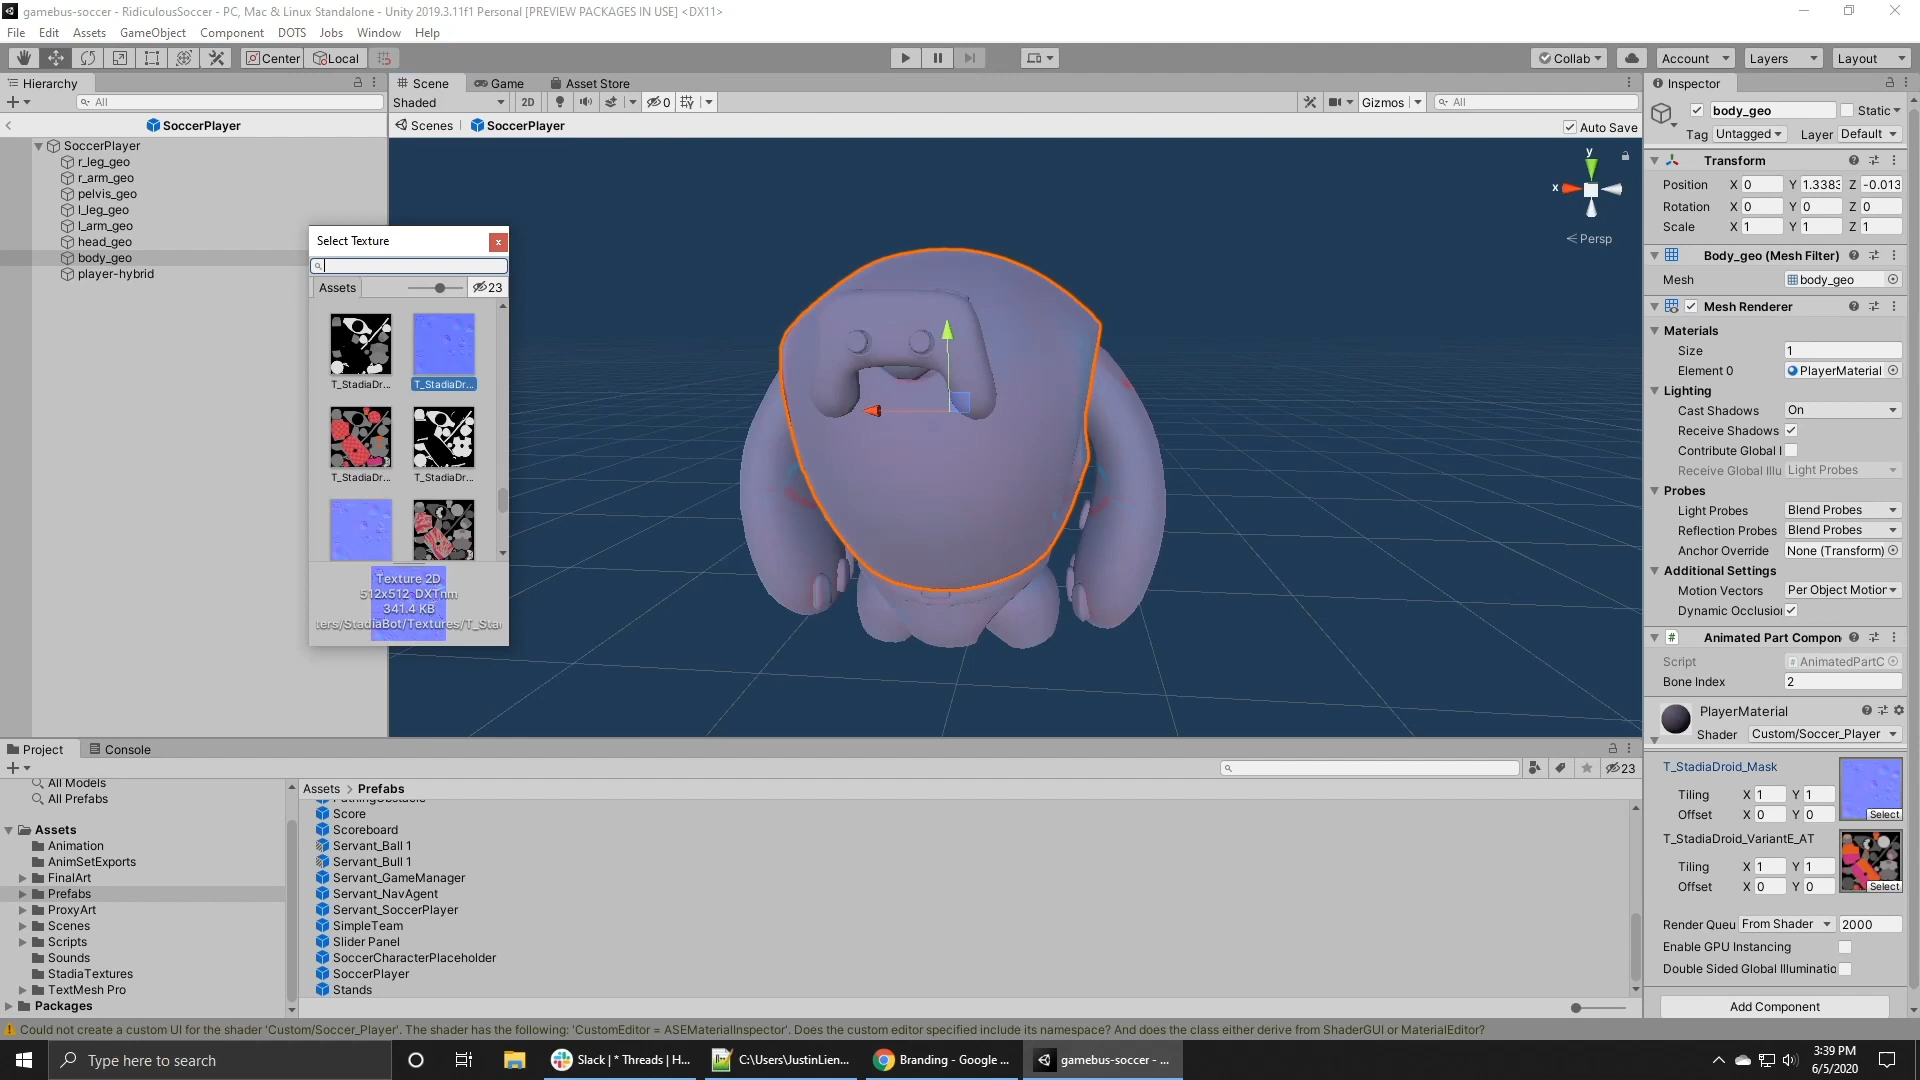 gamebus-soccer - RidiculousSoccer - PC, Mac & Linux Standalone - Unity 2019.3.11f1 Personal [PREVIEW PACKAGES IN USE] <DX11>
File Edit Assets GameObject Component DOTS Jobs Window Help
Center Local Collab Account Layers Layout
Hierarchy
All
SoccerPlayer
SoccerPlayer
r_leg_geo
r_arm_geo
pelvis_geo
l_leg_geo
l_arm_geo
head_geo
body_geo
player-hybrid
Scene Game Asset Store
Shaded 2D 0 Gizmos All
Scenes SoccerPlayer Auto Save
y
x
Persp
Select Texture
x
Assets 23
T_StadiaDr... T_StadiaDr...
T_StadiaDr... T_StadiaDr...
Texture 2D
512x512 DXTnm
341.4 KB
ters/StadiaBot/Textures/T_Sta
Inspector
body_geo Static
Tag Untagged Layer Default
Transform
Position X 0 Y 1.3383 Z -0.013
Rotation X 0 Y 0 Z 0
Scale X 1 Y 1 Z 1
Body_geo (Mesh Filter)
Mesh body_geo
Mesh Renderer
Materials
Size 1
Element 0 PlayerMaterial
Lighting
Cast Shadows On
Receive Shadows
Contribute Global I
Receive Global Illu Light Probes
Probes
Light Probes Blend Probes
Reflection Probes Blend Probes
Anchor Override None (Transform)
Additional Settings
Motion Vectors Per Object Motion
Dynamic Occlusion
# Animated Part Compon
Script # AnimatedPartC
Bone Index 2
PlayerMaterial
Shader Custom/Soccer_Player
T_StadiaDroid_Mask
Tiling X 1 Y 1
Offset X 0 Y 0
Select
T_StadiaDroid_VariantE_AT
Tiling X 1 Y 1
Offset X 0 Y 0
Select
Render Queu From Shader 2000
Enable GPU Instancing
Double Sided Global Illuminatio
Add Component
Project Console
23
All Models
All Prefabs
Assets
Animation
AnimSetExports
FinalArt
Prefabs
ProxyArt
Scenes
Scripts
Sounds
StadiaTextures
TextMesh Pro
Packages
Assets > Prefabs
Score
Scoreboard
Servant_Ball 1
Servant_Bull 1
Servant_GameManager
Servant_NavAgent
Servant_SoccerPlayer
SimpleTeam
Slider Panel
SoccerCharacterPlaceholder
SoccerPlayer
Stands
Could not create a custom UI for the shader 'Custom/Soccer_Player'. The shader has the following: 'CustomEditor = ASEMaterialInspector'. Does the custom editor specified include its namespace? And does the class either derive from ShaderGUI or MaterialEditor?
Type here to search
Slack | * Threads | H...
C:\Users\JustinLien...
Branding - Google ...
gamebus-soccer - ...
3:39 PM
6/5/2020